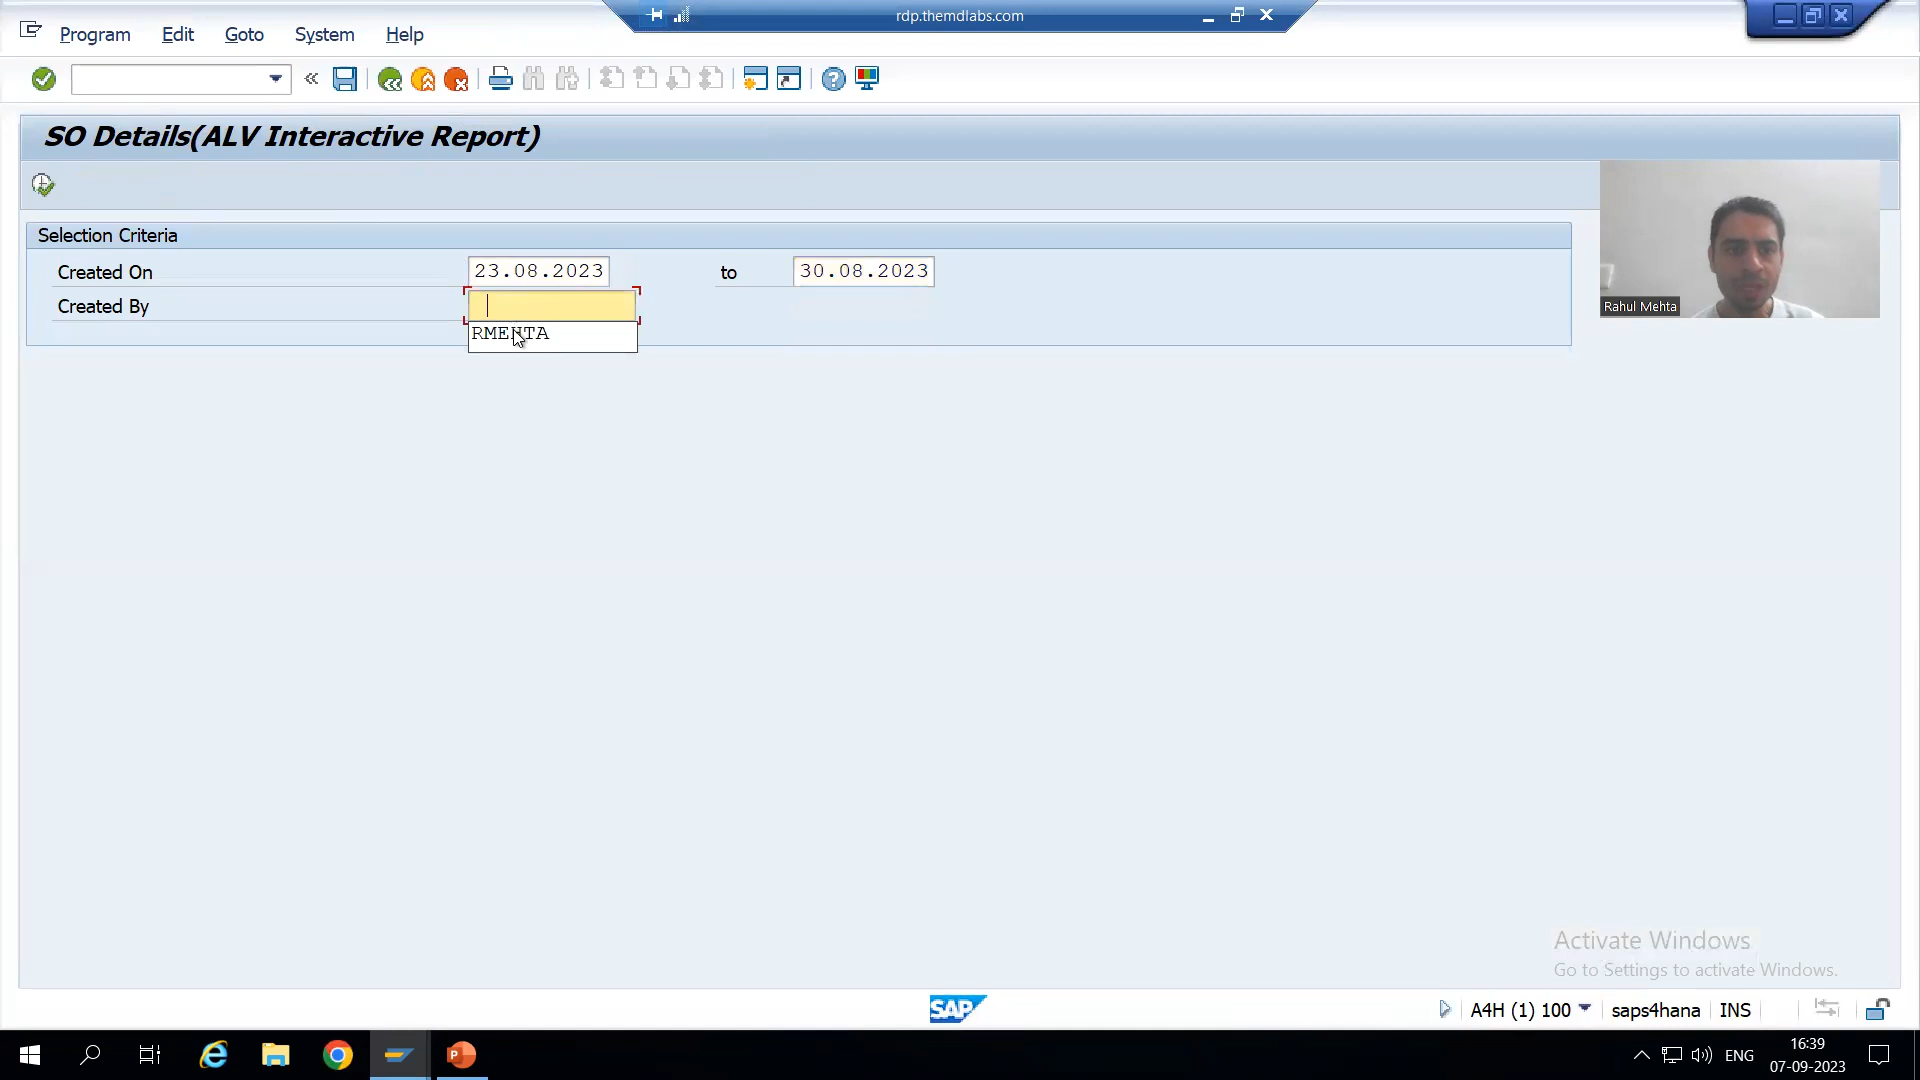 rdp.themdlabs.com
Program Edit Goto System Help
SO Details(ALV Interactive Report)
Selection Criteria
Created On 23.08.2023 to 30.08.2023
Created By
RMEHTA
Rahul Mehta
Activate Windows
Go to Settings to activate Windows.
SAP
A4H (1) 100 saps4hana INS
ENG
16:39
07-09-2023